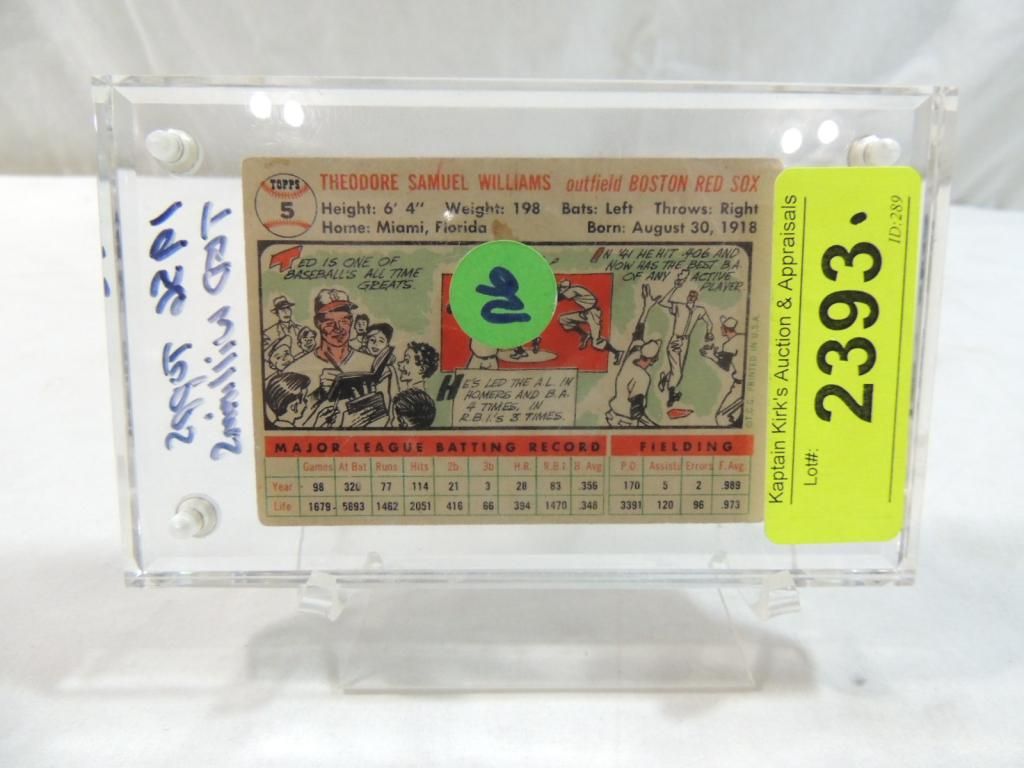 TOPPS
5
THEODORE SAMUEL WILLIAMS outfield BOSTON RED SOX
Height: 6' 4" Weight: 198 Bats: Left Throws: Right
Home: Miami, Florida Born: August 30, 1918
TED IS ONE OF
BASEBALL'S ALL TIME
GREATS.
IN '41 HE HIT .406 AND
NOW HAS THE BEST B.A.
OF ANY ACTIVE
PLAYER.
HE'S LED THE A.L. IN
HOMERS AND B.A.
4 TIMES, IN
R.B.I.'S 3 TIMES.
©T.C.G. PRINTED IN U.S.A.
MAJOR LEAGUE BATTING RECORD FIELDING
Games At Bat Runs Hits 2b 3b H.R. R.B.I. B. Avg. P.O. Assists Errors F. Avg.
Year 98 320 77 114 21 3 28 83 .356 170 5 2 .989
Life 1679 5893 1462 2051 416 66 394 1470 .348 3391 120 96 .973
Kaptain Kirk's Auction & Appraisals
Lot#:
2393.
ID:289